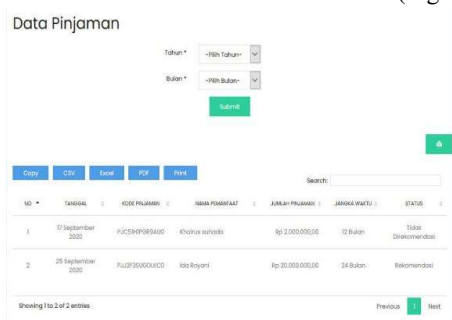 Data Pinjaman
Tahun * -Pilih Tahun-
Bulan * -Pilih Bulan-
Submit
Copy CSV Excel PDF Print
Search:
NO TANGGAL KODE PINJAMAN NAMA PEMANFAAT JUMLAH PINJAMAN JANGKA WAKTU STATUS
1 17 September 2020 Khoirus suhada Rp 2.000.000,00 12 Bulan Tidak Direkomendasi
2 25 September 2020 Ida Royani Rp 20.000.000,00 24 Bulan Rekomendasi
Showing 1 to 2 of 2 entries
Previous 1 Next